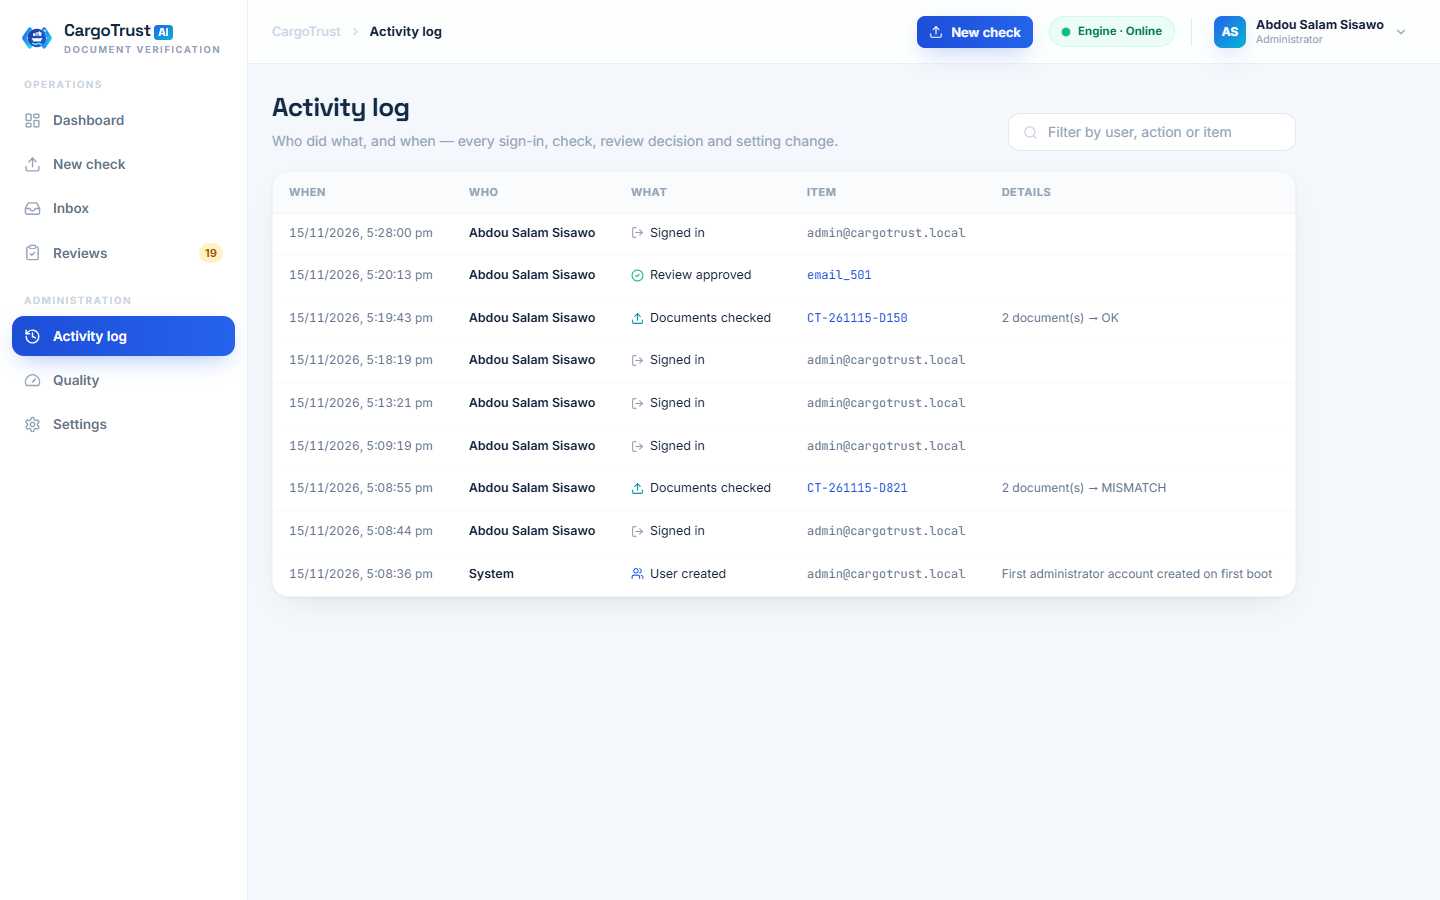 CargoTrust AI
DOCUMENT VERIFICATION
OPERATIONS
Dashboard
New check
Inbox
Reviews 19
ADMINISTRATION
Activity log
Quality
Settings
CargoTrust > Activity log
New check
Engine · Online
AS
Abdou Salam Sisawo
Administrator
Activity log
Who did what, and when — every sign-in, check, review decision and setting change.
Filter by user, action or item
WHEN WHO WHAT ITEM DETAILS
15/11/2026, 5:28:00 pm Abdou Salam Sisawo Signed in admin@cargotrust.local
15/11/2026, 5:20:13 pm Abdou Salam Sisawo Review approved email_501
15/11/2026, 5:19:43 pm Abdou Salam Sisawo Documents checked CT-261115-D150 2 document(s) → OK
15/11/2026, 5:18:19 pm Abdou Salam Sisawo Signed in admin@cargotrust.local
15/11/2026, 5:13:21 pm Abdou Salam Sisawo Signed in admin@cargotrust.local
15/11/2026, 5:09:19 pm Abdou Salam Sisawo Signed in admin@cargotrust.local
15/11/2026, 5:08:55 pm Abdou Salam Sisawo Documents checked CT-261115-D821 2 document(s) → MISMATCH
15/11/2026, 5:08:44 pm Abdou Salam Sisawo Signed in admin@cargotrust.local
15/11/2026, 5:08:36 pm System User created admin@cargotrust.local First administrator account created on first boot